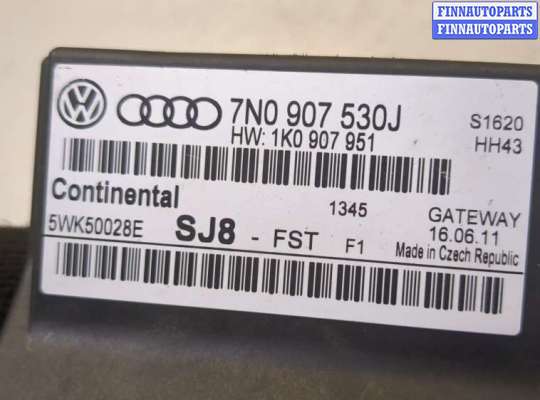 FINNAUTOPARTS
FINNAUTOPARTS
7N0 907 530J
HW: 1K0 907 951
S1620
HH43
Continental
1345
GATEWAY
5WK50028E
SJ8 - FST F1
16.06.11
Made in Czech Republic